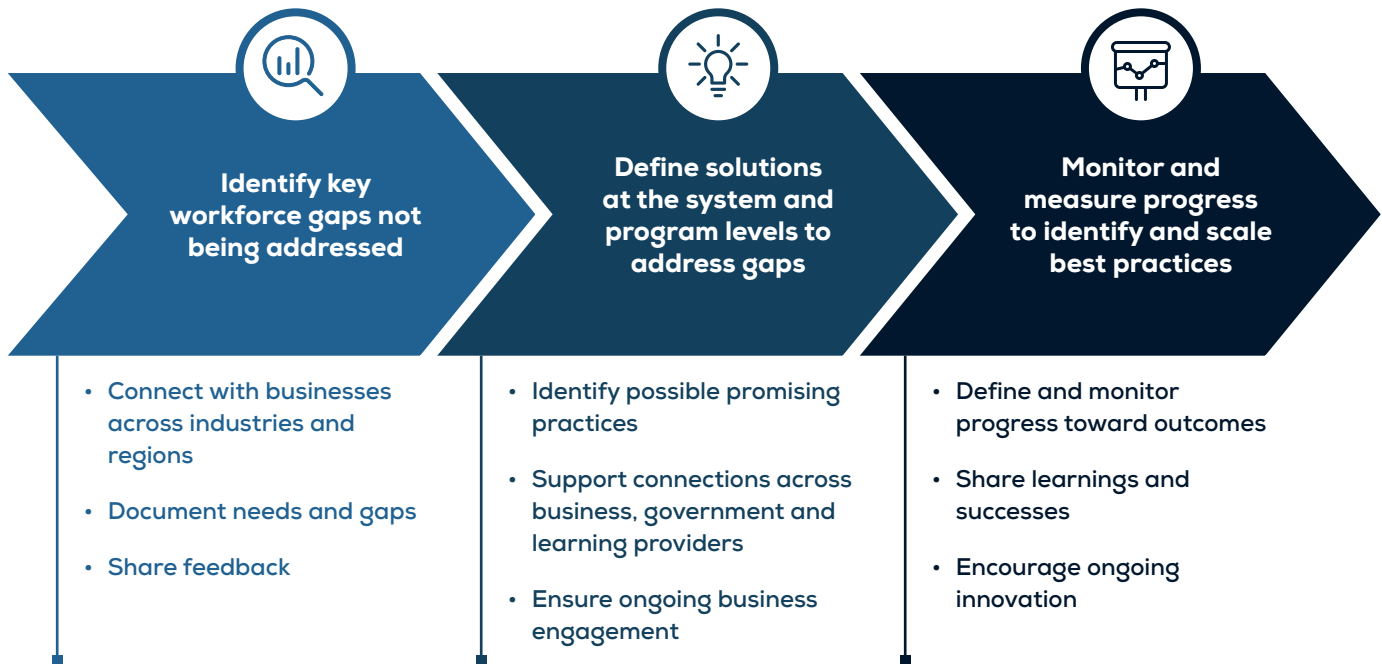 Identify key
workforce gaps not
being addressed
Define solutions
at the system and
program levels to
address gaps
Monitor and
measure progress
to identify and scale
best practices
• Connect with businesses
across industries and
regions
• Document needs and gaps
• Share feedback
• Identify possible promising
practices
• Support connections across
business, government and
learning providers
• Ensure ongoing business
engagement
• Define and monitor
progress toward outcomes
• Share learnings and
successes
• Encourage ongoing
innovation